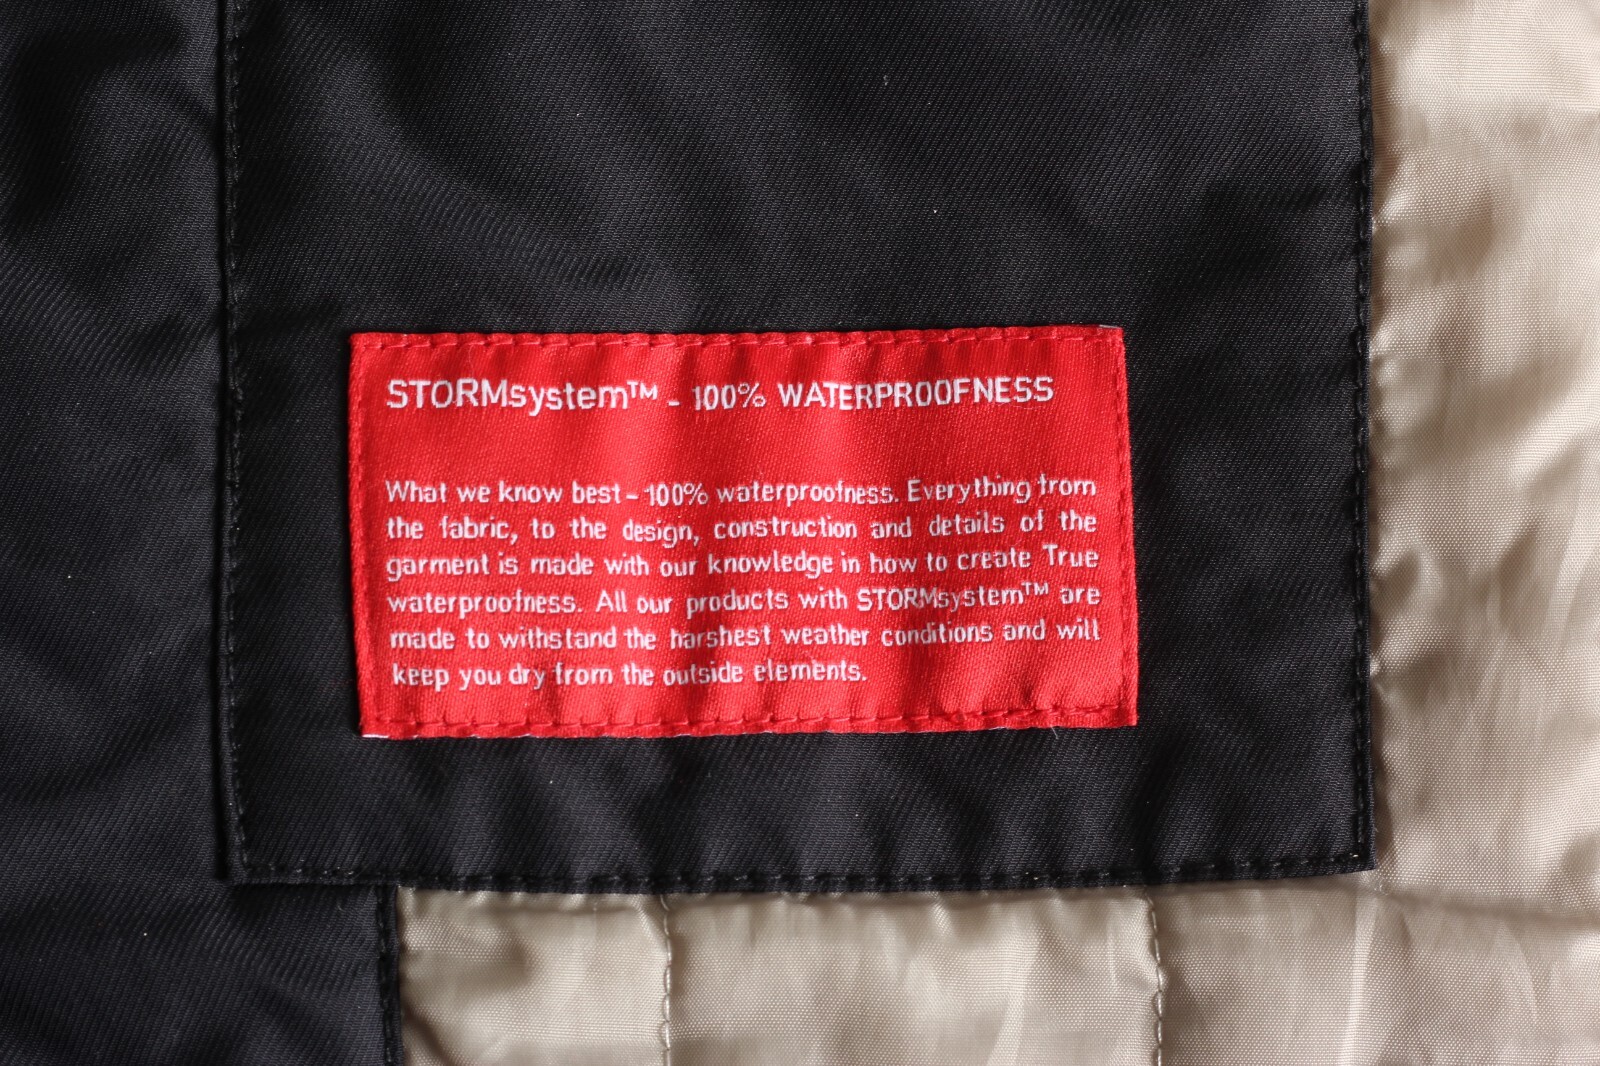 STORMsystem™ - 100% WATERPROOFNESS
What we know best - 100% waterproofness. Everything from
the fabric, to the design, construction and details of the
garment is made with our knowledge in how to create True
waterproofness. All our products with STORMsystem™ are
made to withstand the harshest weather conditions and will
keep you dry from the outside elements.